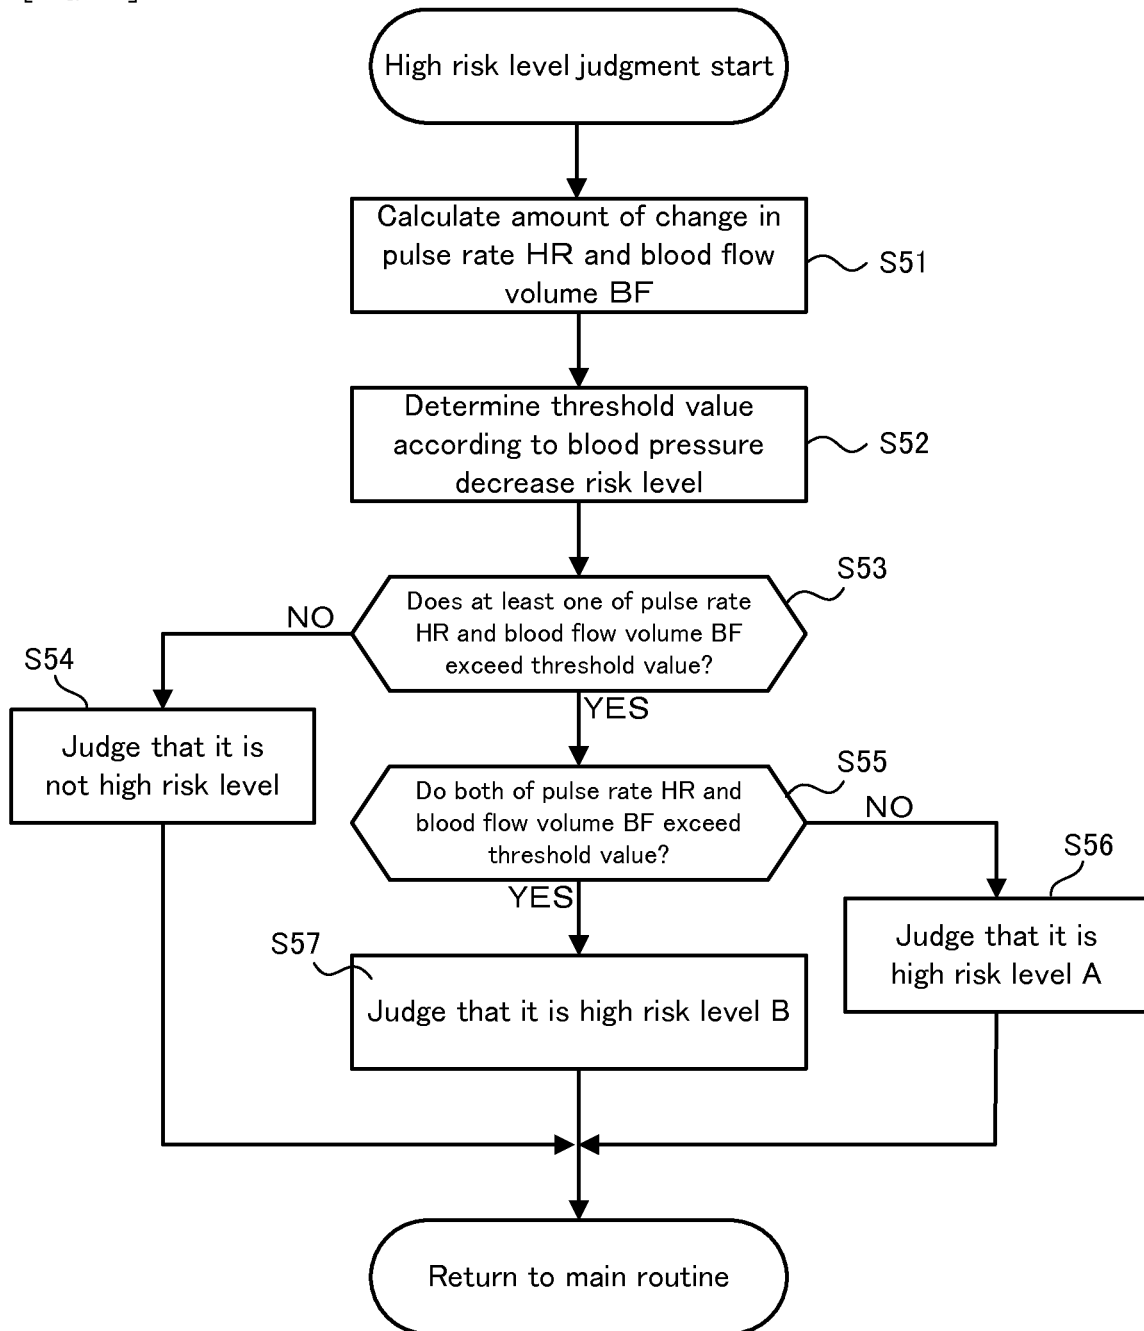 High risk level judgment start
Calculate amount of change in
pulse rate HR and blood flow
volume BF
S51
Determine threshold value
according to blood pressure
decrease risk level
S52
S53
Does at least one of pulse rate
HR and blood flow volume BF
exceed threshold value?
NO
YES
S54
Judge that it is
not high risk level
S55
Do both of pulse rate HR and
blood flow volume BF exceed
threshold value?
NO
YES
S56
Judge that it is
high risk level A
S57
Judge that it is high risk level B
Return to main routine